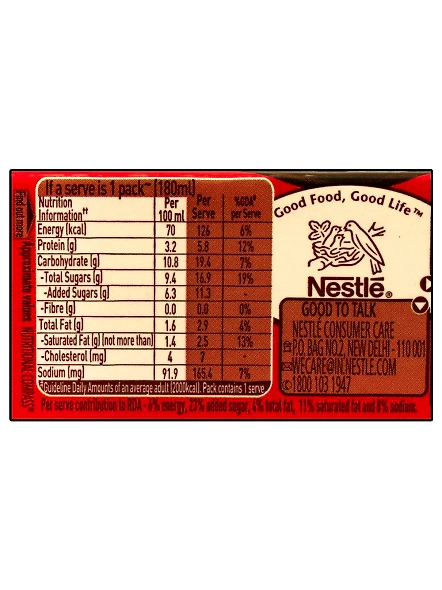 If a serve is 1 pack~ (180ml)
Nutrition Information†† Per 100 ml Per Serve %GDA# per Serve
Energy (kcal) 70 126 6%
Protein (g) 3.2 5.8 12%
Carbohydrate (g) 10.8 19.4 7%
-Total Sugars (g) 9.4 16.9 19%
-Added Sugars (g) 6.3 11.3 -
-Fibre (g) 0.0 0.0 0%
Total Fat (g) 1.6 2.9 4%
-Saturated Fat (g) (not more than) 1.4 2.5 13%
-Cholesterol (mg) 4 7 -
Sodium (mg) 91.9 165.4 7%
#Guideline Daily Amounts of an average adult (2000kcal). Pack contains 1 serve
Per serve contribution to RDA - 6% energy, 23% added sugar, 4% total fat, 11% saturated fat and 8% sodium.
Find out more!
††Approximate values
NUTRITIONAL COMPASS®
Good Food, Good Life™
Nestlé®
GOOD TO TALK
NESTLÉ CONSUMER CARE
P.O. BAG NO.2, NEW DELHI - 110 001
WECARE@IN.NESTLE.COM
1800 103 1947